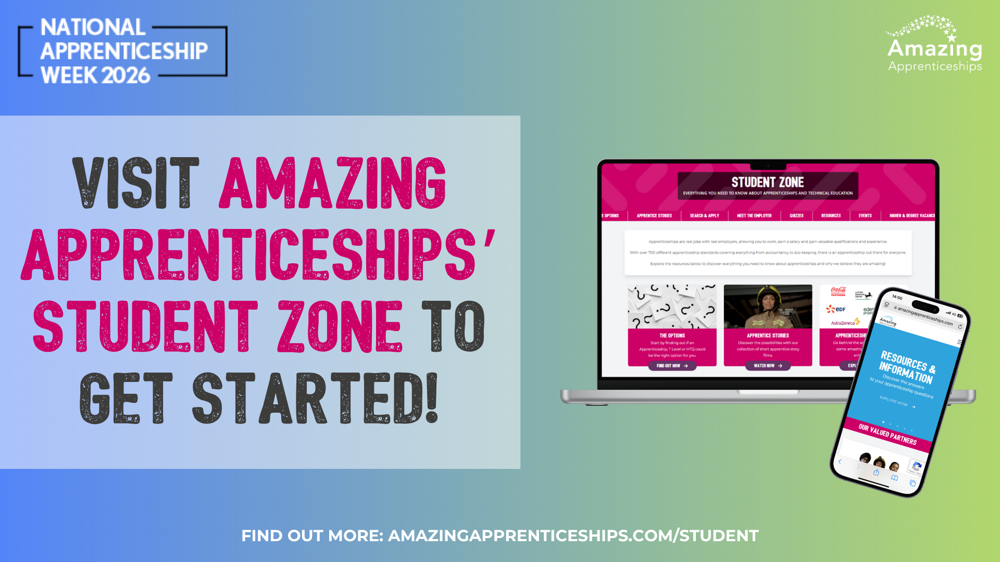 NATIONAL
APPRENTICESHIP
WEEK 2026
Amazing
Apprenticeships
VISIT AMAZING
APPRENTICESHIPS'
STUDENT ZONE TO
GET STARTED!
STUDENT ZONE
EVERYTHING YOU NEED TO KNOW ABOUT APPRENTICESHIPS AND TECHNICAL EDUCATION
E OPTIONS
APPRENTICE STORIES
SEARCH & APPLY
MEET THE EMPLOYER
QUIZZES
RESOURCES
EVENTS
HIGHER & DEGREE VACANCI
Apprenticeships are real jobs with real employers, allowing you to work, earn a salary and gain valuable qualifications and experience.
With over 700 different apprenticeship standards covering everything from accountancy to zoo keeping, there is an apprenticeship out there for everyone.
Explore the resources below to discover everything you need to know about apprenticeships and why we believe they are amazing!
? ? ? ? ? ?
THE OPTIONS
Start by finding out if an
Apprenticeship, T Level or HTQ could
be the right option for you.
FIND OUT NOW →
APPRENTICE STORIES
Discover the possibilities with our
collection of short apprentice story
films.
WATCH NOW →
Coca-Cola
EUROPACIFIC
PARTNERS
LLOYDS
BANKING
GROUP
EDF
eden
projec
AstraZeneca
APPRENTICESH
Go behind the sc
some amazing
em
EXPL
14:00
4G 82
amazingapprenticeships.com
Amazing
Apprenticeships
RESOURCES &
INFORMATION
Discover the answers
to your apprenticeship questions
EXPLORE NOW →
OUR VALUED PARTNERS
FIND OUT MORE: AMAZINGAPPRENTICESHIPS.COM/STUDENT